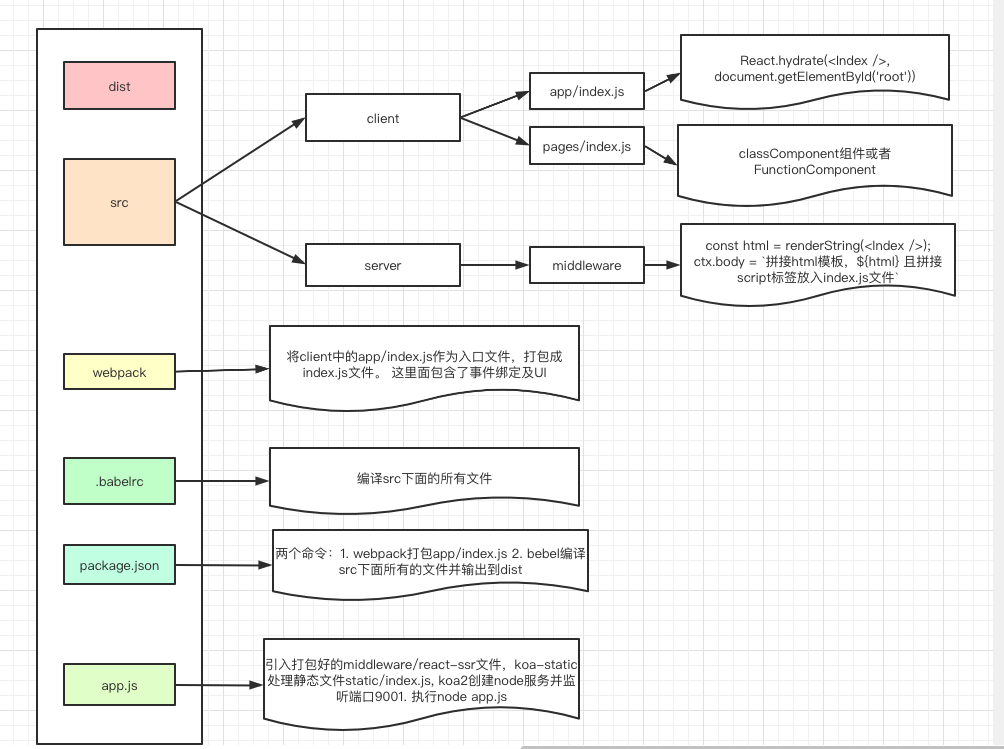 dist
src
client
app/index.js
React.hydrate(<Index />,
document.getElementById('root'))
pages/index.js
classComponent组件或者
FunctionComponent
server
middleware
const html = renderString(<Index />);
ctx.body = `拼接html模板，${html} 且拼接
script标签放入index.js文件`
webpack
将client中的app/index.js作为入口文件，打包成
index.js文件。 这里面包含了事件绑定及UI
.babelrc
编译src下面的所有文件
package.json
两个命令：1. webpack打包app/index.js 2. bebel编译
src下面所有的文件并输出到dist
app.js
引入打包好的middleware/react-ssr文件，koa-static
处理静态文件static/index.js, koa2创建node服务并监
听端口9001. 执行node app.js